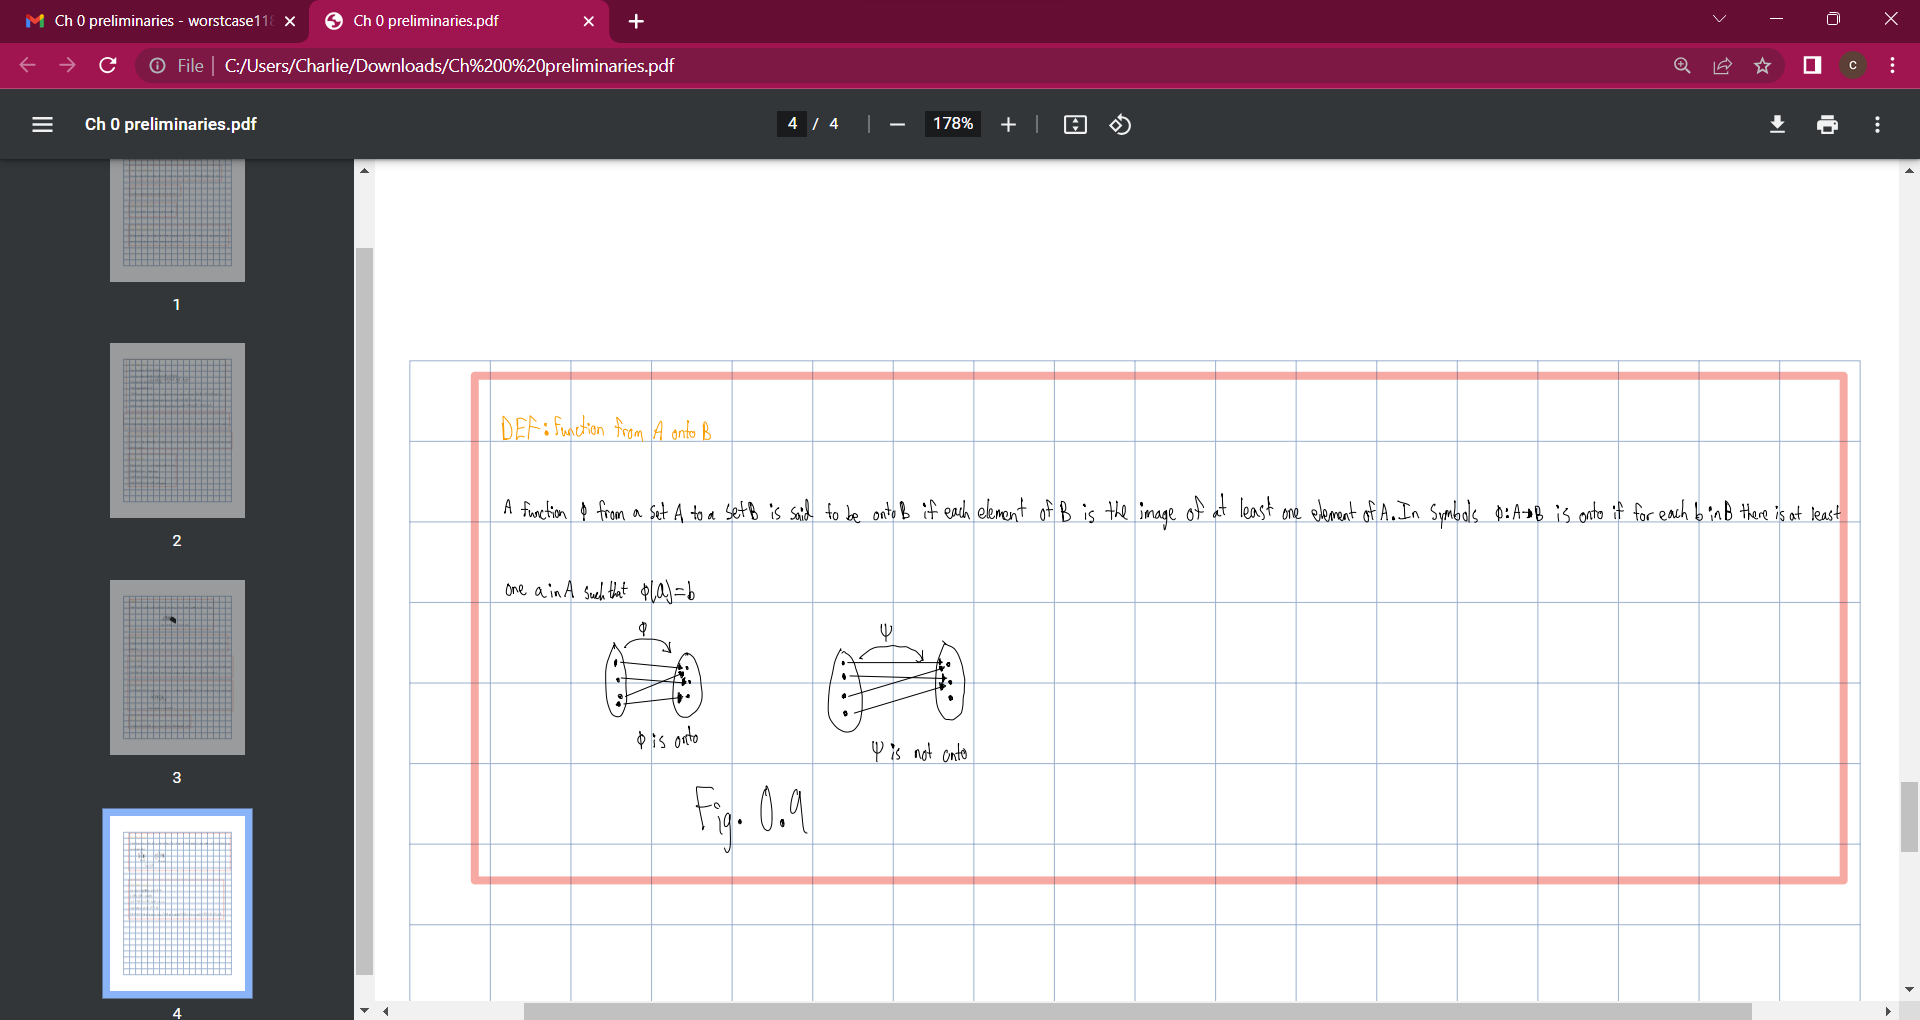 Ch 0 preliminaries - worstcase118
Ch 0 preliminaries.pdf
File
C:/Users/Charlie/Downloads/Ch%200%20preliminaries.pdf
C
Ch 0 preliminaries.pdf
4 / 4
178%
1
2
3
4
DEF: Function from A onto B
A function φ from a set A to a set B is said to be onto B if each element of B is the image of at least one element of A. In Symbols φ: A→B is onto if for each b in B there is at least
one a in A such that φ(a)=b
φ
ψ
φ is onto
ψ is not onto
Fig. 0.9